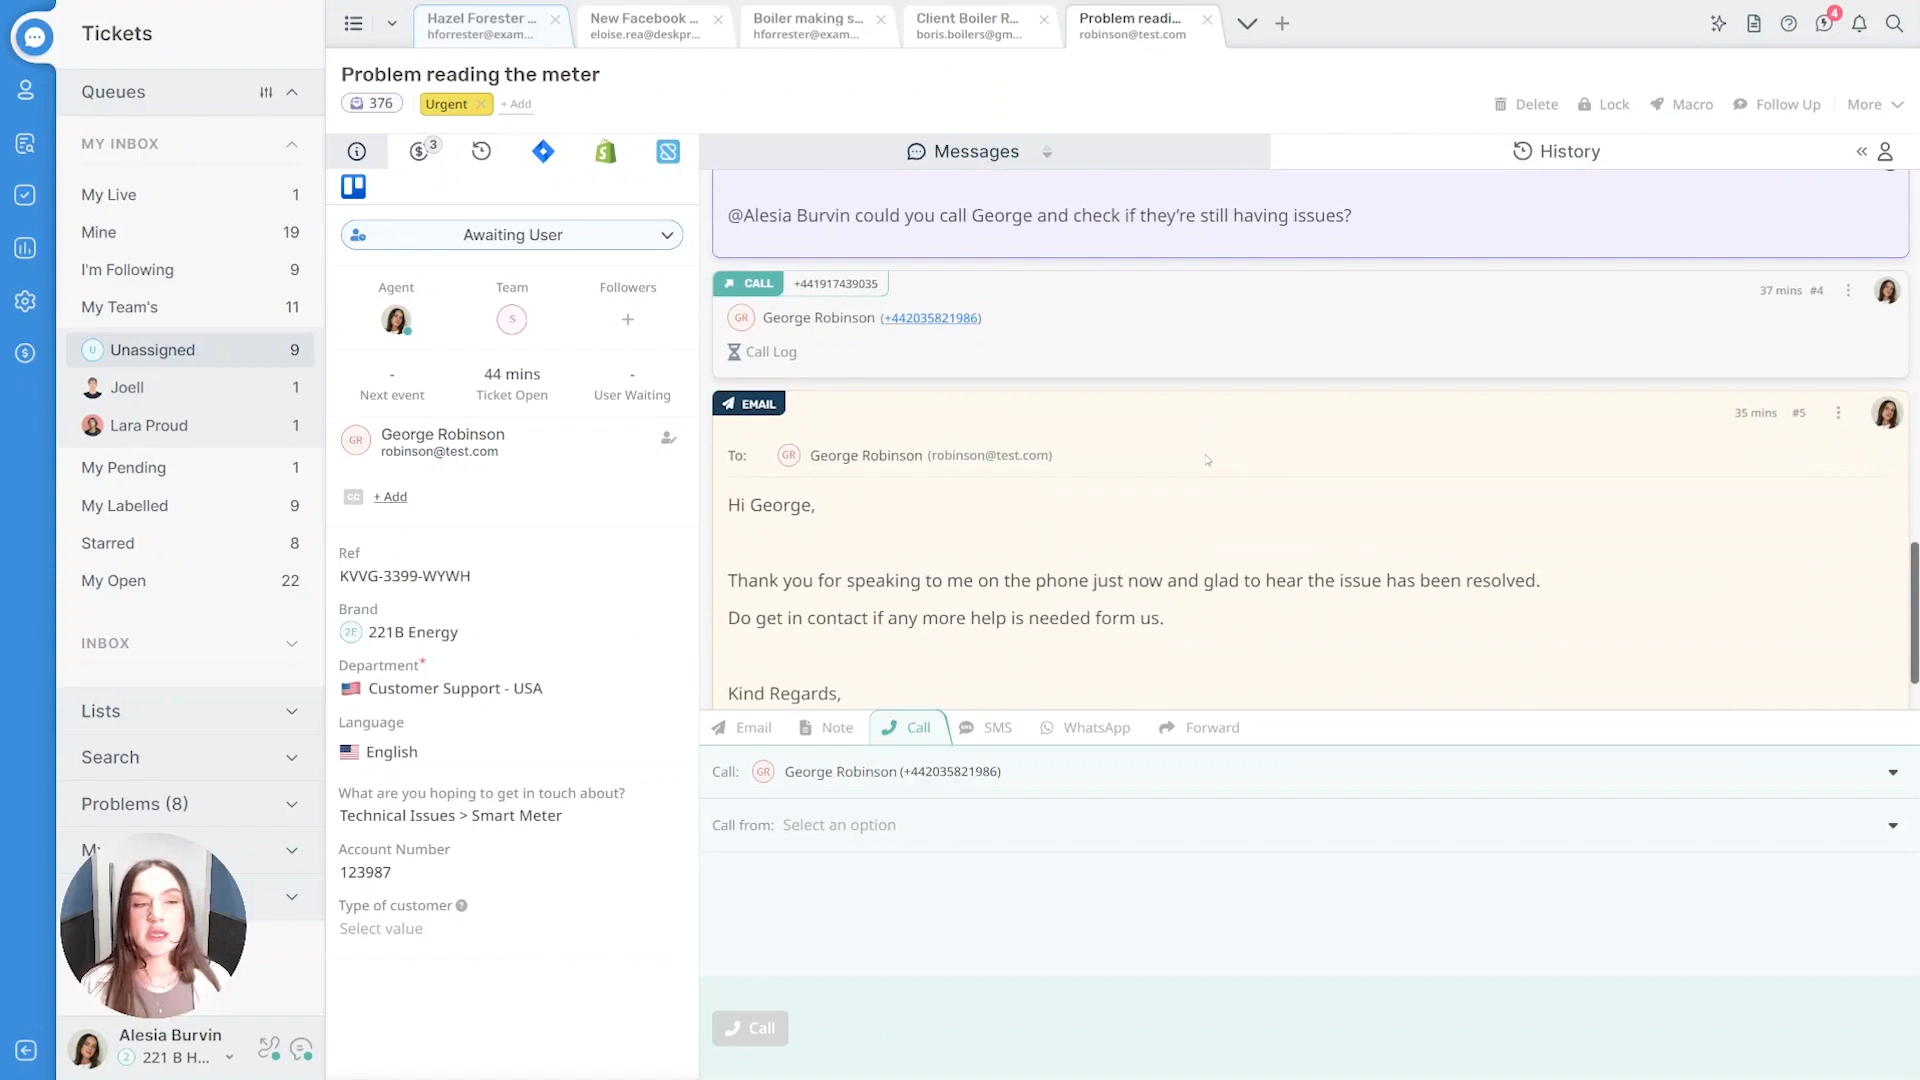 Tickets
Queues
MY INBOX
My Live 1
Mine 19
I'm Following 9
My Team's 11
U Unassigned 9
Joell 1
Lara Proud 1
My Pending 1
My Labelled 9
Starred 8
My Open 22
INBOX
Lists
Search
Problems (8)
Alesia Burvin
2 221 B H...
Hazel Forester ...
hforrester@exam...
New Facebook ...
eloise.rea@deskpr...
Boiler making s...
hforrester@exam...
Client Boiler R...
boris.boilers@gm...
Problem readi...
robinson@test.com
4
Problem reading the meter
376 Urgent + Add
Delete Lock Macro Follow Up More
3
Awaiting User
Agent Team Followers
S
- 44 mins -
Next event Ticket Open User Waiting
GR George Robinson
robinson@test.com
CC + Add
Ref
KVVG-3399-WYWH
Brand
2E 221B Energy
Department*
Customer Support - USA
Language
English
What are you hoping to get in touch about?
Technical Issues > Smart Meter
Account Number
123987
Type of customer ?
Select value
Messages History
@Alesia Burvin could you call George and check if they’re still having issues?
CALL +441917439035
37 mins #4
GR George Robinson (+442035821986)
Call Log
EMAIL
35 mins #5
To: GR George Robinson (robinson@test.com)
Hi George,
Thank you for speaking to me on the phone just now and glad to hear the issue has been resolved.
Do get in contact if any more help is needed form us.
Kind Regards,
Email Note Call SMS WhatsApp Forward
Call: GR George Robinson (+442035821986)
Call from: Select an option
Call